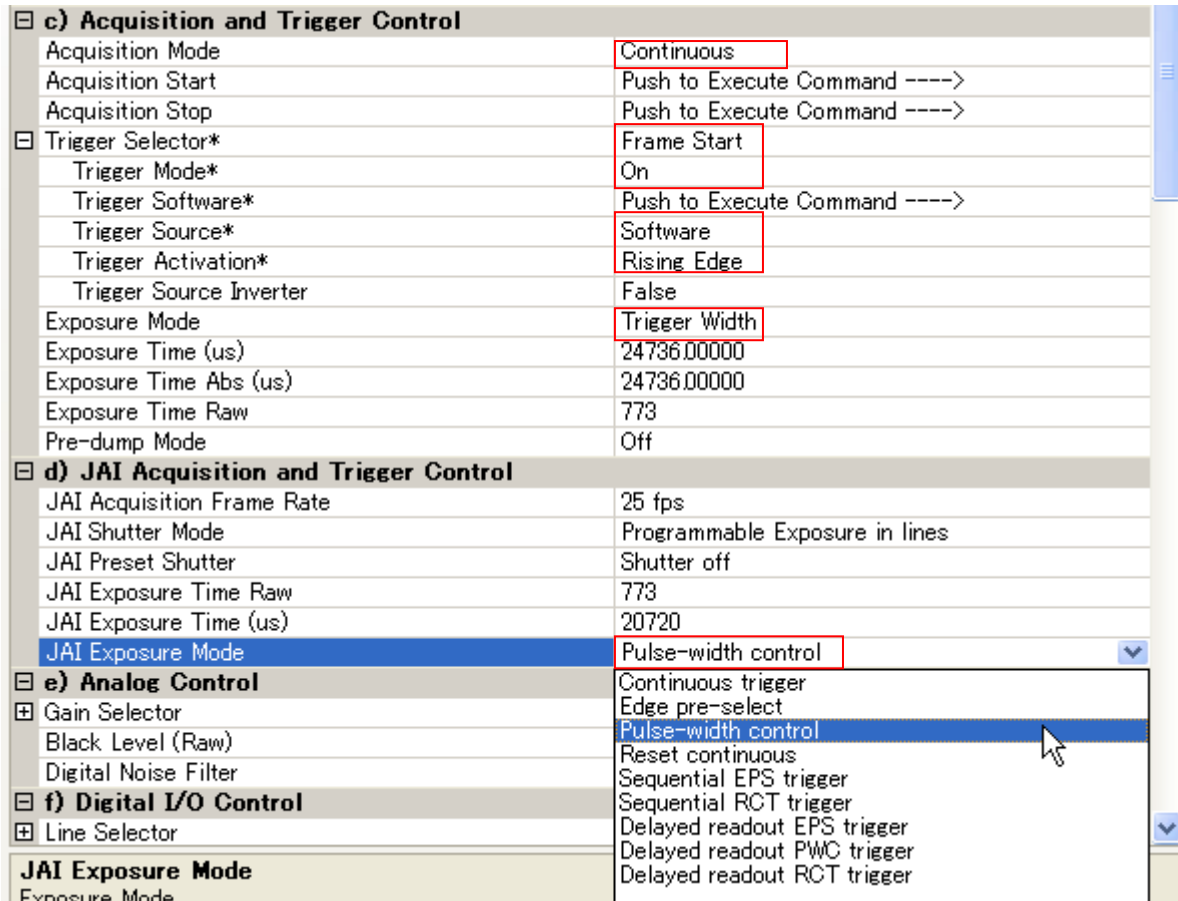 c) Acquisition and Trigger Control
Acquisition Mode Continuous
Acquisition Start Push to Execute Command ---->
Acquisition Stop Push to Execute Command ---->
Trigger Selector* Frame Start
Trigger Mode* On
Trigger Software* Push to Execute Command ---->
Trigger Source* Software
Trigger Activation* Rising Edge
Trigger Source Inverter False
Exposure Mode Trigger Width
Exposure Time (us) 24736.00000
Exposure Time Abs (us) 24736.00000
Exposure Time Raw 773
Pre-dump Mode Off
d) JAI Acquisition and Trigger Control
JAI Acquisition Frame Rate 25 fps
JAI Shutter Mode Programmable Exposure in lines
JAI Preset Shutter Shutter off
JAI Exposure Time Raw 773
JAI Exposure Time (us) 20720
JAI Exposure Mode Pulse-width control
e) Analog Control
Gain Selector
Black Level (Raw)
Digital Noise Filter
f) Digital I/O Control
Line Selector
Continuous trigger
Edge pre-select
Pulse-width control
Reset continuous
Sequential EPS trigger
Sequential RCT trigger
Delayed readout EPS trigger
Delayed readout PWC trigger
Delayed readout RCT trigger
JAI Exposure Mode
Exposure Mode